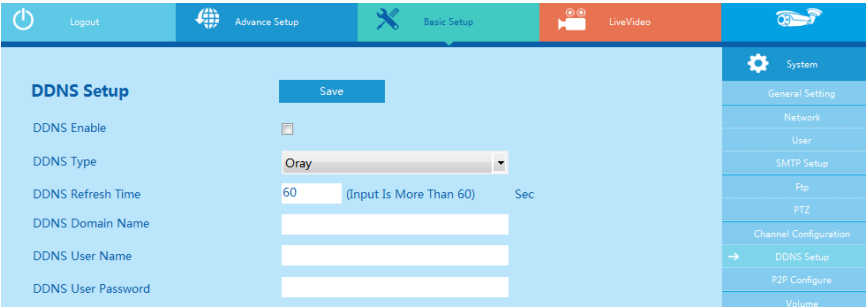 Logout
Advance Setup
Basic Setup
LiveVideo
System
DDNS Setup
Save
General Setting
Network
DDNS Enable
User
DDNS Type
Oray
SMTP Setup
DDNS Refresh Time
60
(Input Is More Than 60)
Sec
Ftp
PTZ
DDNS Domain Name
Channel Configuration
DDNS User Name
DDNS Setup
P2P Configure
DDNS User Password
Volume